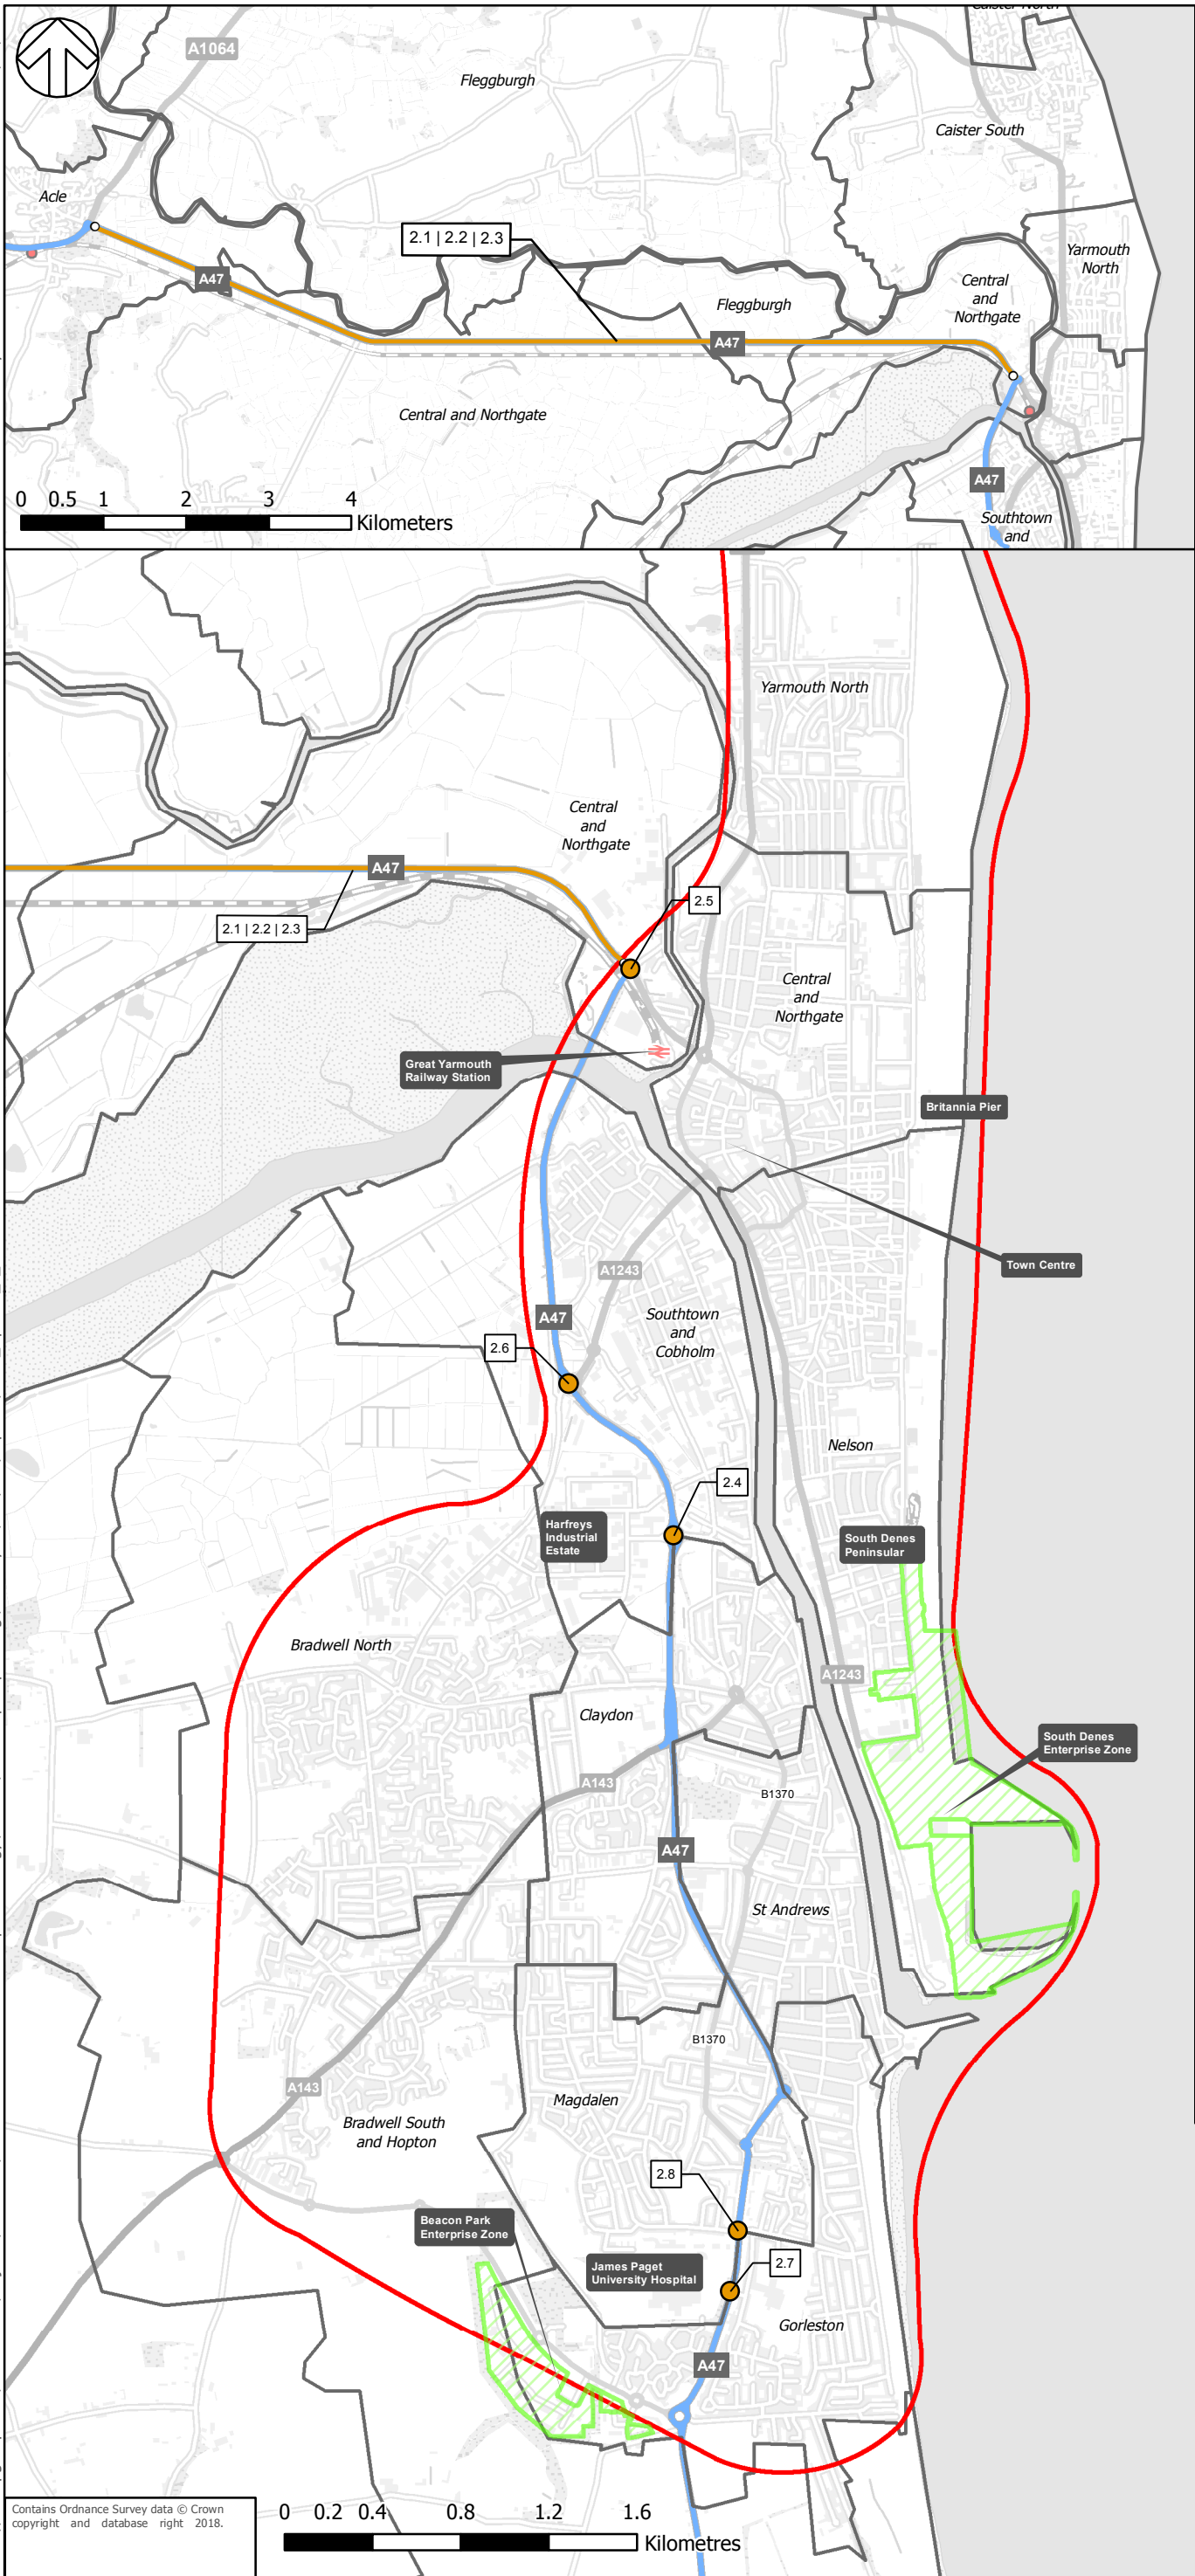 Caister North
A1064
Fleggburgh
Caister South
Acle
2.1 | 2.2 | 2.3
Yarmouth
North
A47
Central
and
Northgate
Fleggburgh
A47
Central and Northgate
A47
0 0.5 1 2 3 4
Kilometers
Southtown
and
Yarmouth North
Central
and
Northgate
A47
2.5
2.1 | 2.2 | 2.3
Central
and
Northgate
Great Yarmouth
Railway Station
Britannia Pier
Town Centre
A1243
A47
Southtown
and
Cobholm
2.6
Nelson
2.4
Harfreys
Industrial
Estate
South Denes
Peninsular
Bradwell North
A1243
Claydon
South Denes
Enterprise Zone
A143
B1370
A47
St Andrews
B1370
A143
Magdalen
Bradwell South
and Hopton
2.8
Beacon Park
Enterprise Zone
James Paget
University Hospital
2.7
Gorleston
A47
Contains Ordnance Survey data © Crown
copyright and database right 2018.
0 0.2 0.4 0.8 1.2 1.6
Kilometres